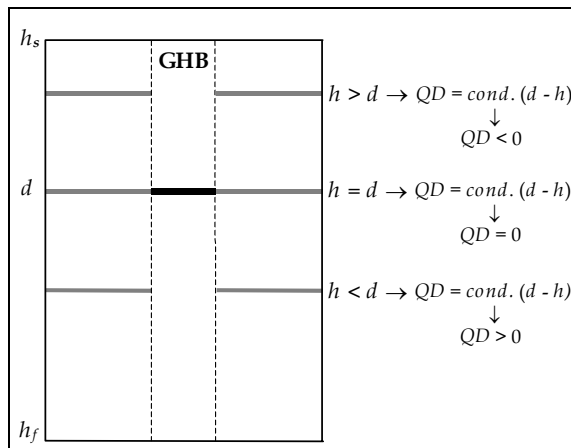 h_s
GHB
h > d → QD = cond. (d - h)
↓
QD < 0
d
h = d → QD = cond. (d - h)
↓
QD = 0
h < d → QD = cond. (d - h)
↓
QD > 0
h_f